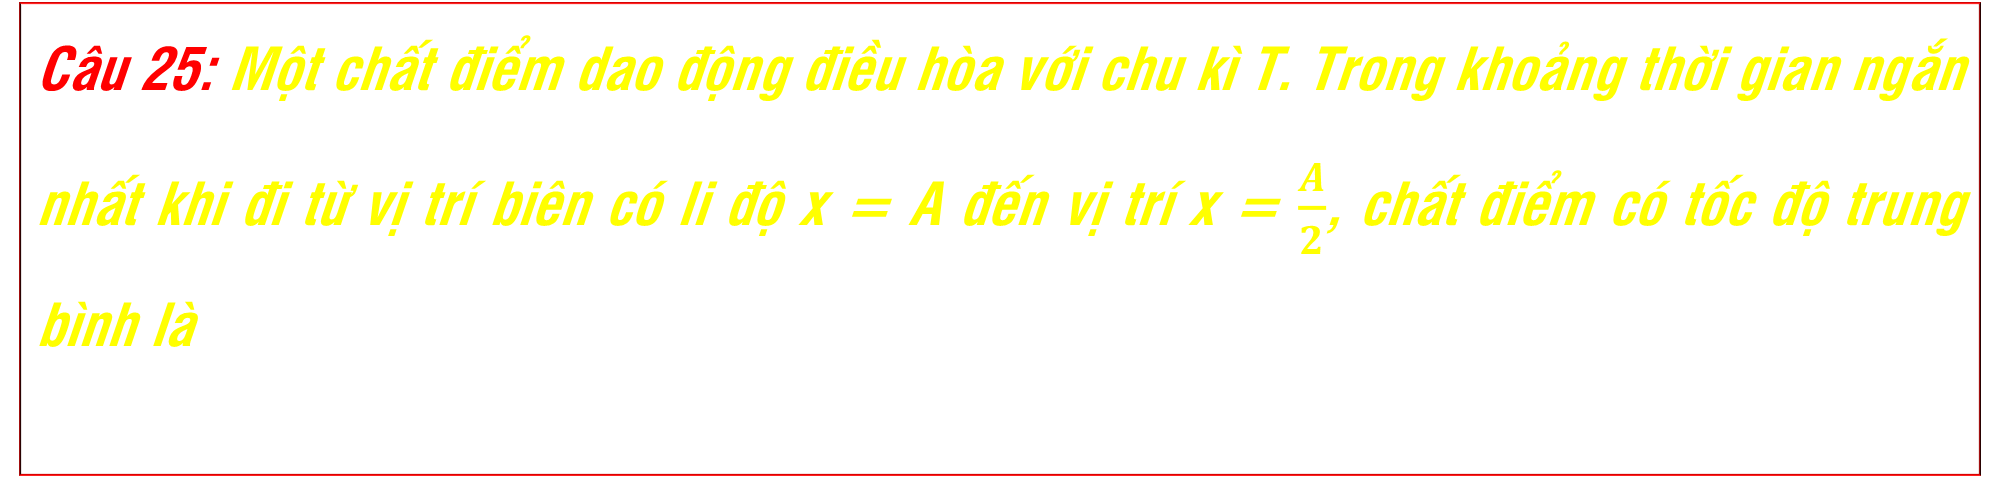 Câu 25: Một chất điểm dao động điều hòa với chu kì T. Trong khoảng thời gian ngắn
nhất khi đi từ vị trí biên có li độ x = A đến vị trí x = A/2, chất điểm có tốc độ trung
bình là